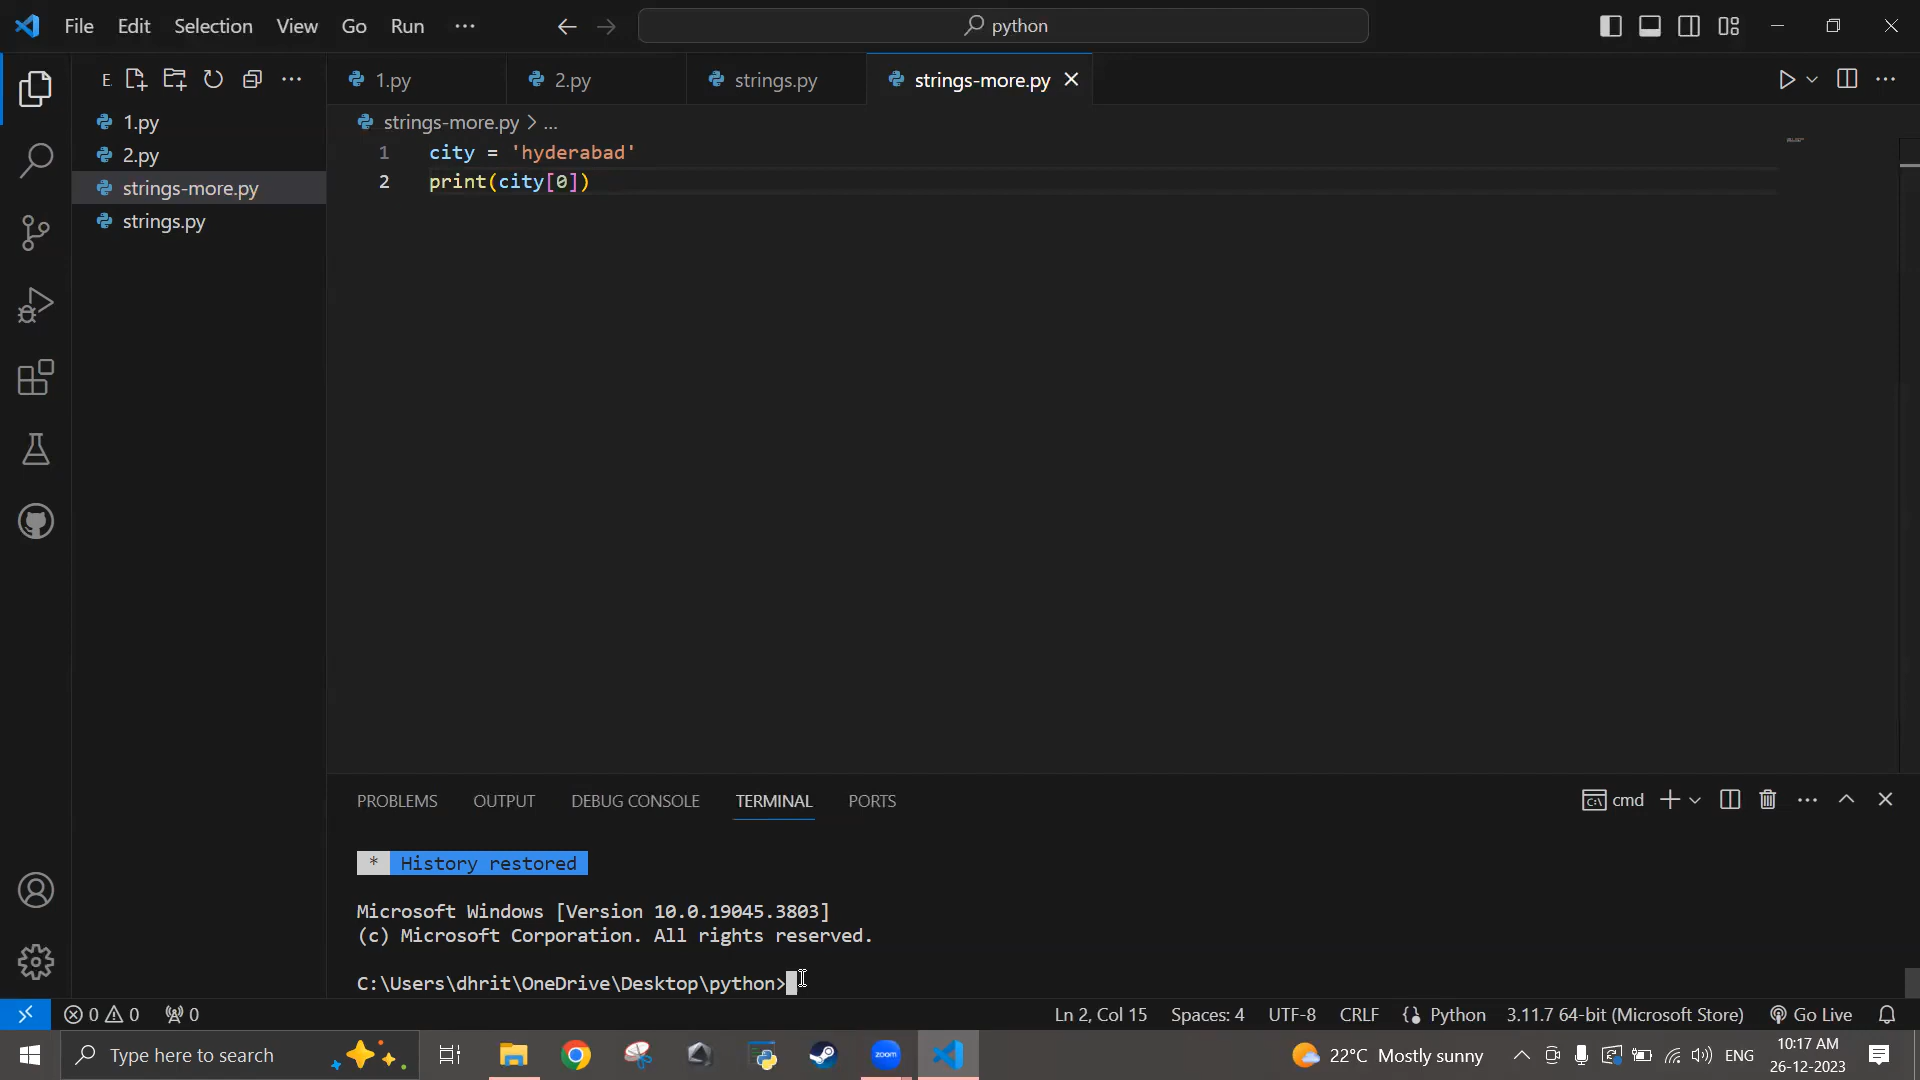 File Edit Selection View Go Run ···
python
E
1.py
2.py
strings.py
strings-more.py
1.py
2.py
strings-more.py
strings.py
strings-more.py > ...
1 city = 'hyderabad'
2 print(city[0])
PROBLEMS OUTPUT DEBUG CONSOLE TERMINAL PORTS
cmd
* History restored
Microsoft Windows [Version 10.0.19045.3803]
(c) Microsoft Corporation. All rights reserved.
C:\Users\dhrit\OneDrive\Desktop\python>
0 0 0
Ln 2, Col 15 Spaces: 4 UTF-8 CRLF Python 3.11.7 64-bit (Microsoft Store) Go Live
Type here to search
zoom
22°C Mostly sunny
ENG
10:17 AM
26-12-2023